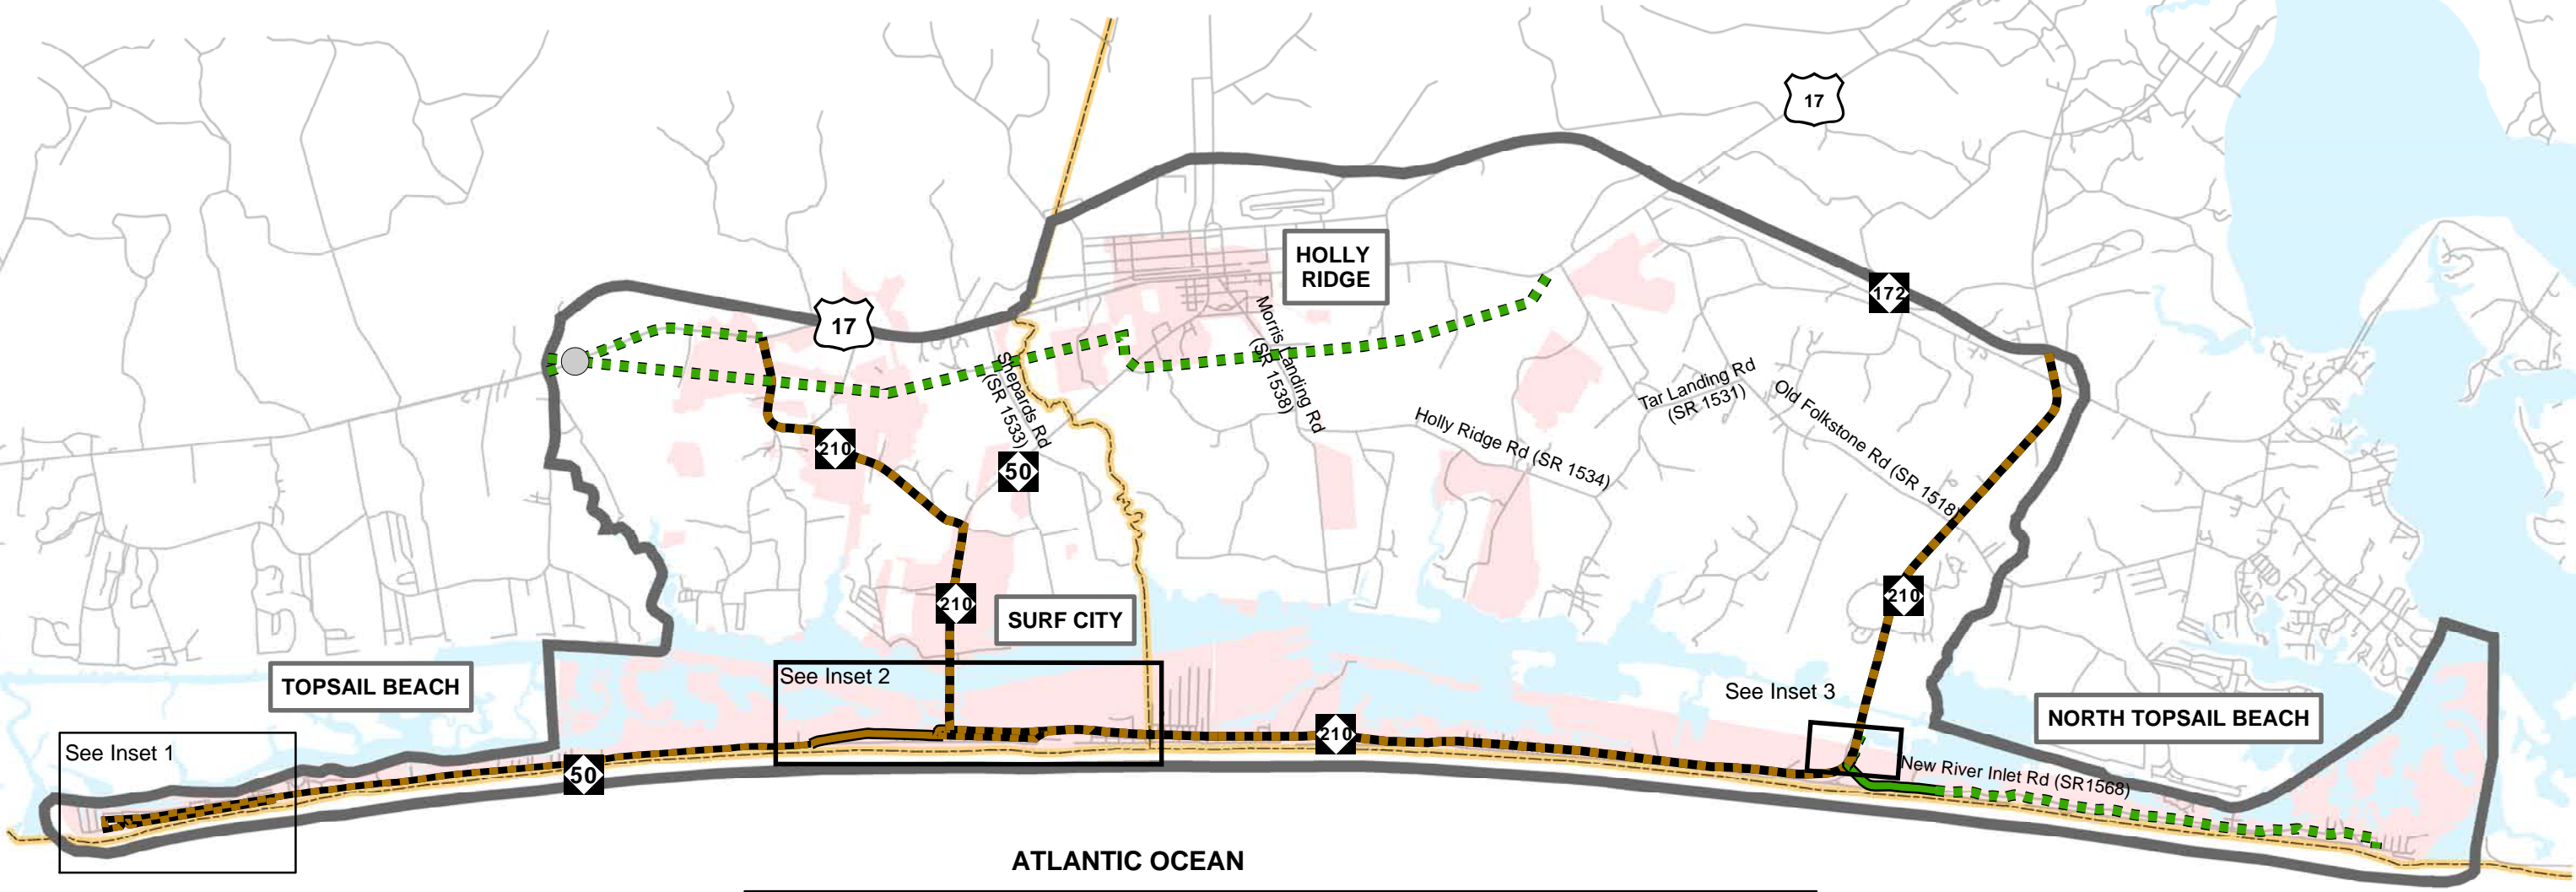 17
HOLLY
RIDGE
172
17
Morris Landing Rd
(SR 1538)
Shepards Rd
(SR 1533)
Tar Landing Rd
(SR 1531)
Old Folkstone Rd (SR 1518)
Holly Ridge Rd (SR 1534)
210
50
210
210
SURF CITY
TOPSAIL BEACH
See Inset 2
See Inset 3
NORTH TOPSAIL BEACH
See Inset 1
210
50
New River Inlet Rd (SR1568)
ATLANTIC OCEAN